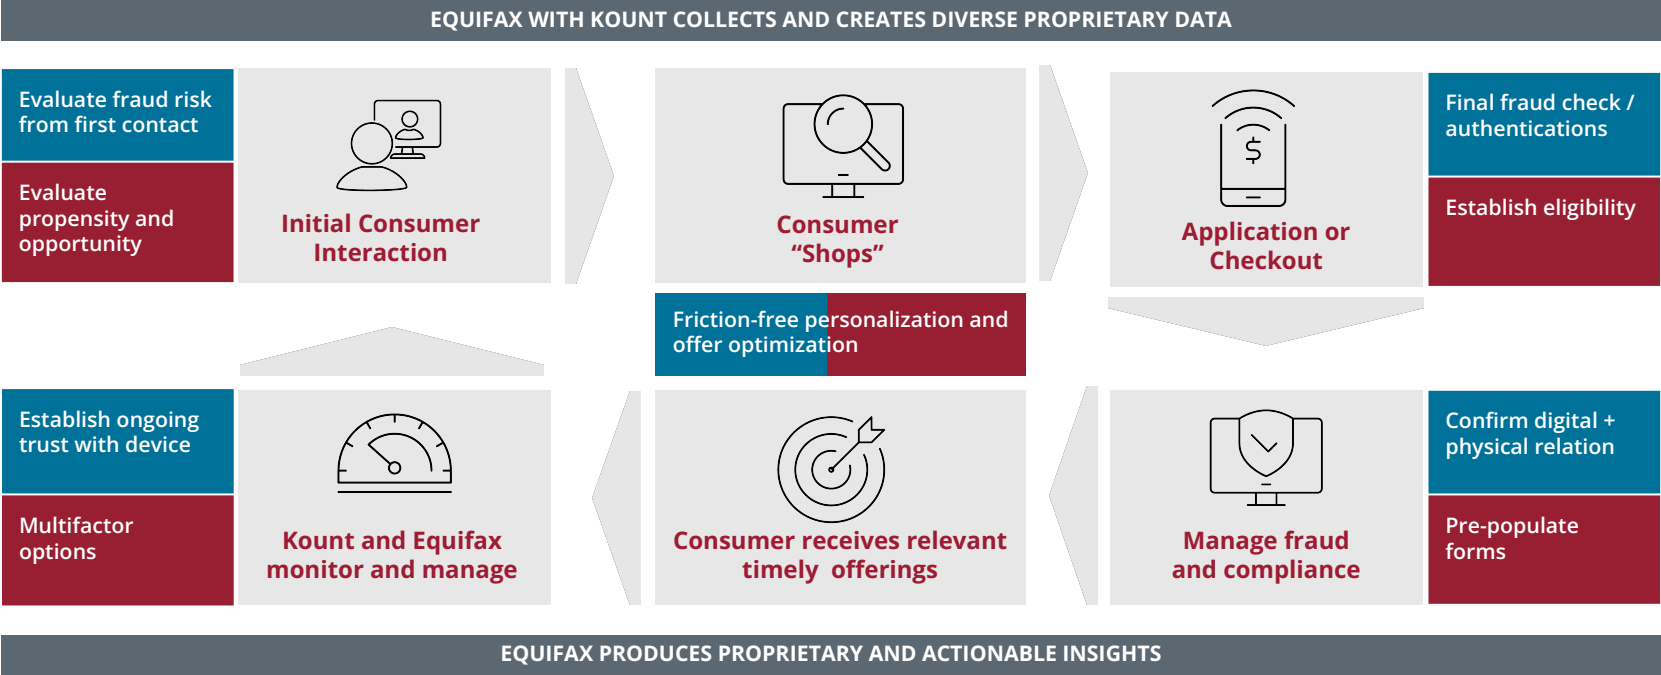 EQUIFAX WITH KOUNT COLLECTS AND CREATES DIVERSE PROPRIETARY DATA
Evaluate fraud risk
from first contact
Evaluate
propensity and
opportunity
Initial Consumer
Interaction
Consumer
“Shops”
Friction-free personalization and
offer optimization
$
Application or
Checkout
Final fraud check /
authentications
Establish eligibility
Establish ongoing
trust with device
Multifactor
options
Kount and Equifax
monitor and manage
Consumer receives relevant
timely offerings
Manage fraud
and compliance
Confirm digital +
physical relation
Pre-populate
forms
EQUIFAX PRODUCES PROPRIETARY AND ACTIONABLE INSIGHTS